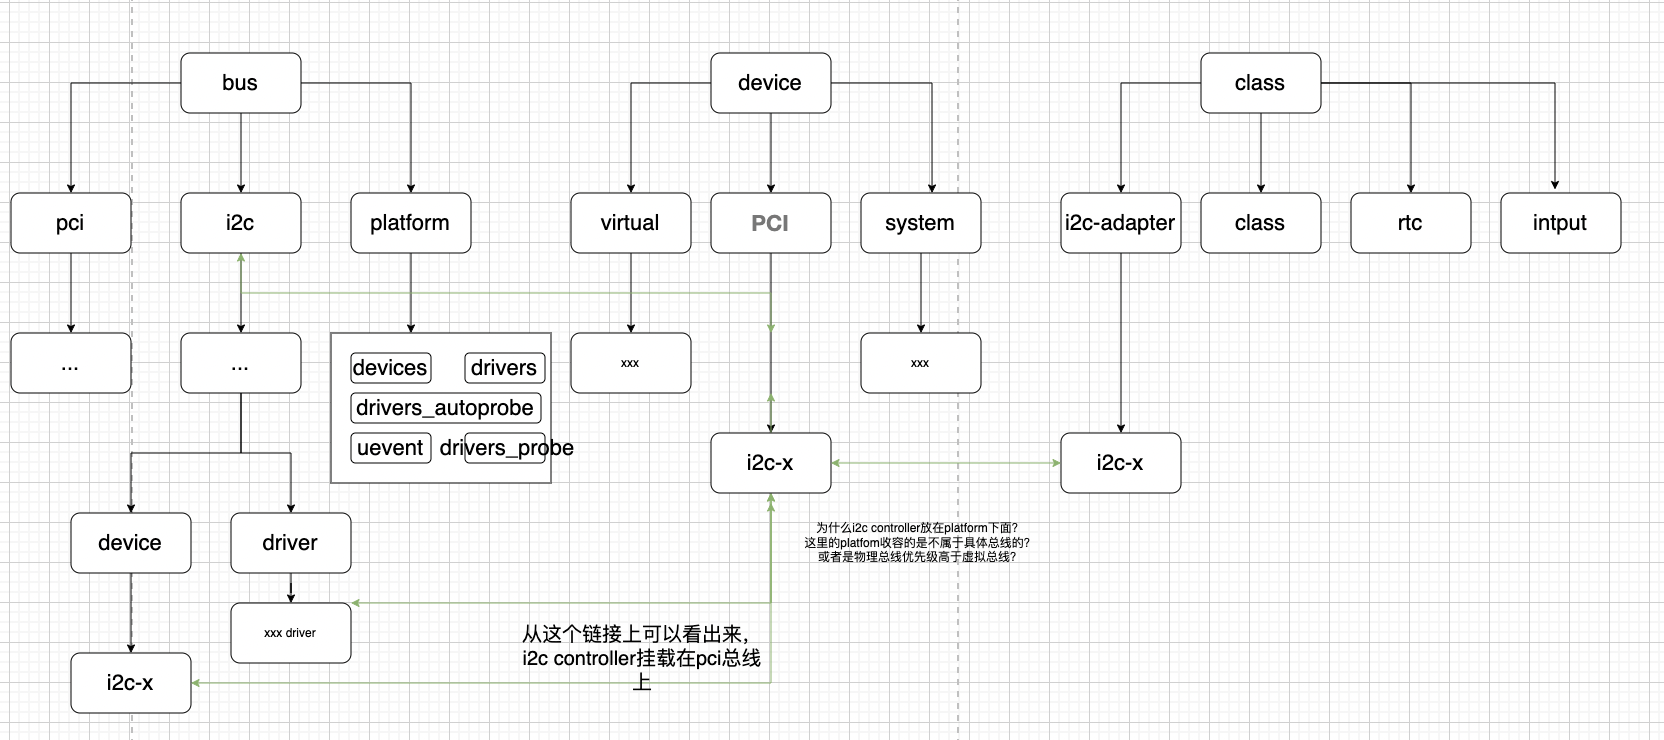 bus
device
class
pci
i2c
platform
virtual
PCI
system
i2c-adapter
class
rtc
intput
...
...
devices
drivers
drivers_autoprobe
uevent
drivers_probe
xxx
xxx
i2c-x
i2c-x
为什么i2c controller放在platform下面?
这里的platfom收容的是不属于具体总线的?
或者是物理总线优先级高于虚拟总线?
device
driver
xxx driver
从这个链接上可以看出来,
i2c controller挂载在pci总线
上
i2c-x